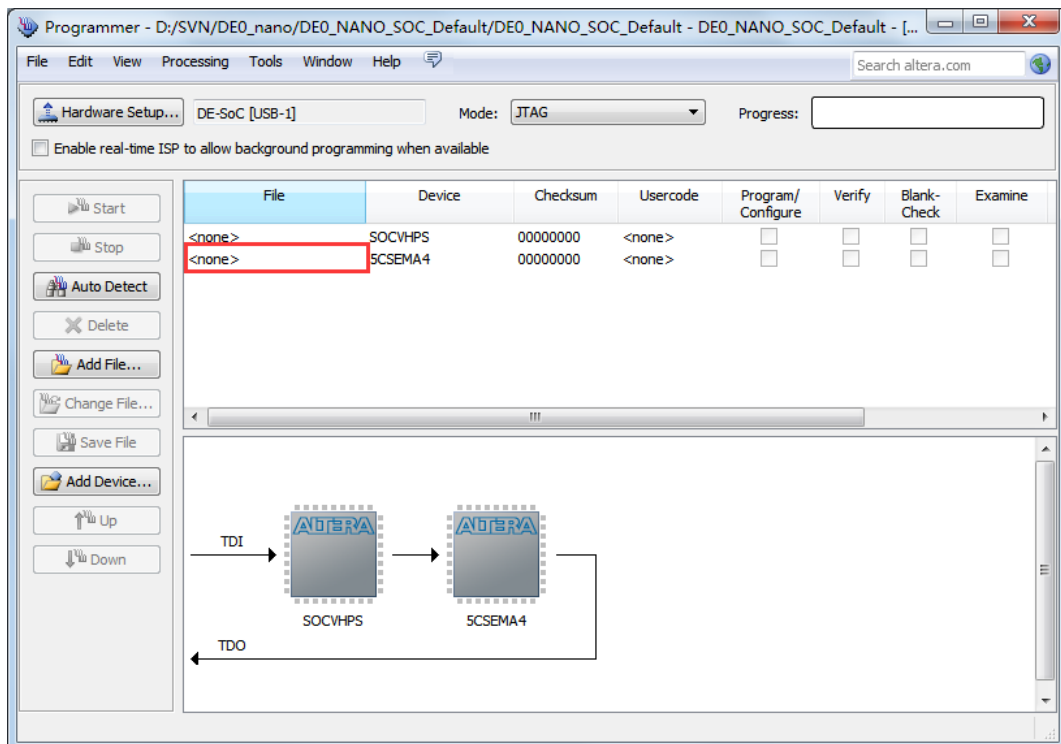 Programmer - D:/SVN/DE0_nano/DE0_NANO_SOC_Default/DE0_NANO_SOC_Default - DE0_NANO_SOC_Default - [...
File Edit View Processing Tools Window Help
Search altera.com
Hardware Setup... DE-SoC [USB-1] Mode: JTAG Progress:
Enable real-time ISP to allow background programming when available
Start
Stop
Auto Detect
Delete
Add File...
Change File...
Save File
Add Device...
Up
Down
File Device Checksum Usercode Program/ Verify Blank- Examine
Configure Check
<none> SOCVHPS 00000000 <none>
<none> 5CSEMA4 00000000 <none>
TDI
ALTERA ALTERA
SOCVHPS 5CSEMA4
TDO